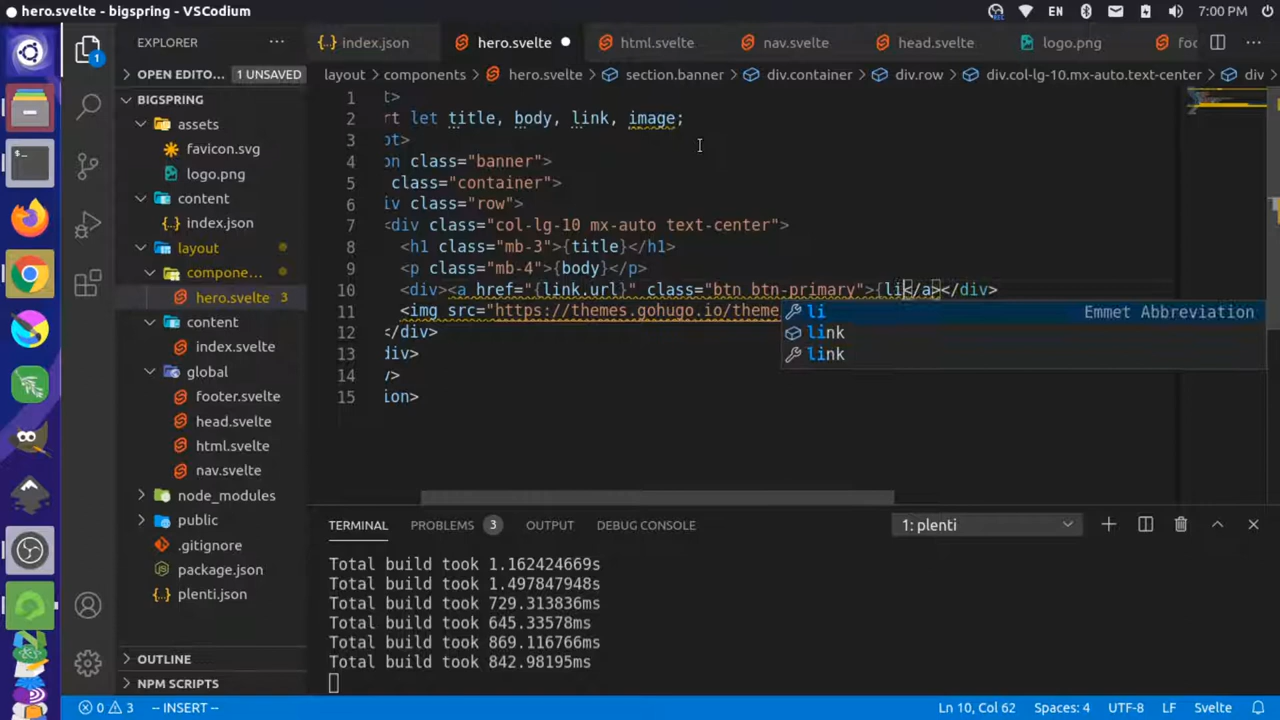 hero.svelte - bigspring - VSCodium
REC
EN
7:00 PM
EXPLORER
index.json
hero.svelte
html.svelte
nav.svelte
head.svelte
logo.png
foo
OPEN EDITO... 1 UNSAVED
layout > components > hero.svelte > section.banner > div.container > div.row > div.col-lg-10.mx-auto.text-center > div
BIGSPRING
assets
favicon.svg
logo.png
content
index.json
layout
compone...
hero.svelte 3
content
index.svelte
global
footer.svelte
head.svelte
html.svelte
nav.svelte
node_modules
public
.gitignore
package.json
plenti.json
OUTLINE
NPM SCRIPTS
1 t>
2 rt let title, body, link, image;
3 pt>
4 on class="banner">
5 class="container">
6 iv class="row">
7 <div class="col-lg-10 mx-auto text-center">
8 <h1 class="mb-3">{title}</h1>
9 <p class="mb-4">{body}</p>
10 <div><a href="{link.url}" class="btn btn-primary">{li</a></div>
11 <img src="https://themes.gohugo.io/theme
12 </div>
13 div>
14 />
15 ion>
li Emmet Abbreviation
link
link
TERMINAL PROBLEMS 3 OUTPUT DEBUG CONSOLE
1: plenti
Total build took 1.162424669s
Total build took 1.497847948s
Total build took 729.313836ms
Total build took 645.33578ms
Total build took 869.116766ms
Total build took 842.98195ms
0 3 -- INSERT -- Ln 10, Col 62 Spaces: 4 UTF-8 LF Svelte